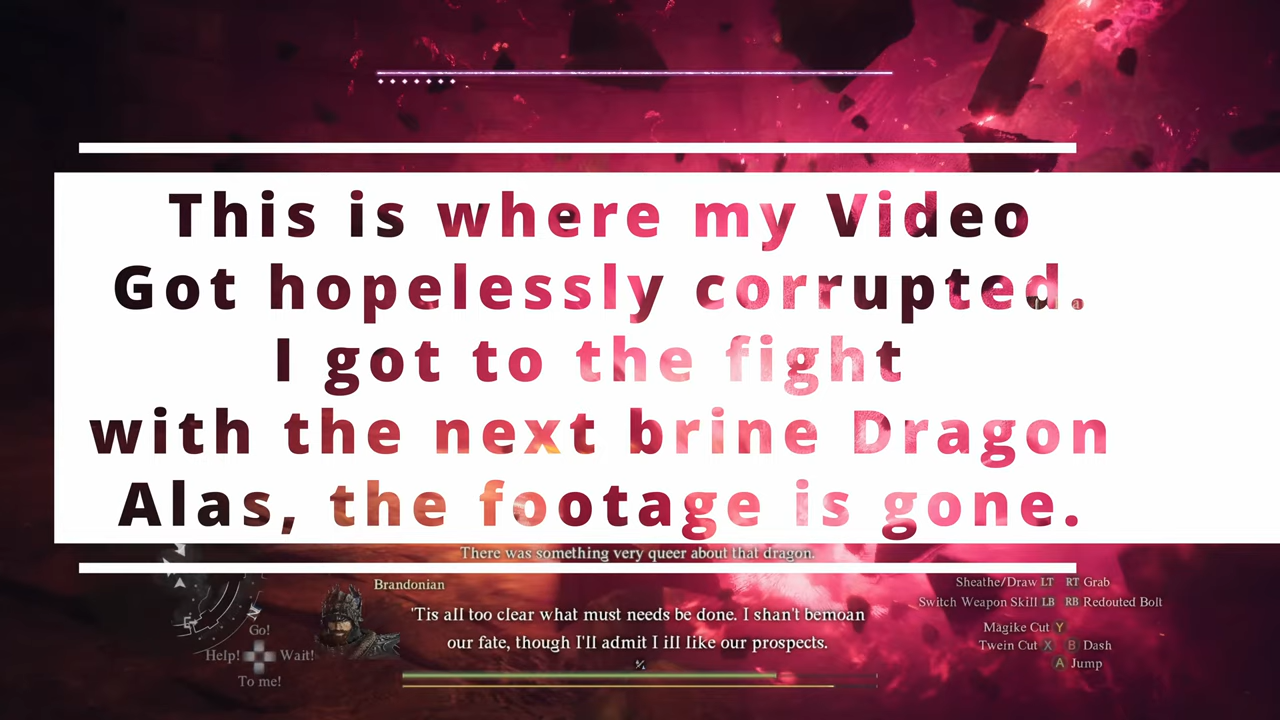 This is where my Video
Got hopelessly corrupted.
I got to the fight
with the next brine Dragon
Alas, the footage is gone.
There was something very queer about that dragon.
Brandonian
'Tis all too clear what must needs be done. I shan't bemoan
our fate, though I'll admit I ill like our prospects.
Go!
Help! Wait!
To me!
Sheathe/Draw LT RT Grab
Switch Weapon Skill LB RB Redouted Bolt
Magike Cut Y
Twein Cut X B Dash
A Jump